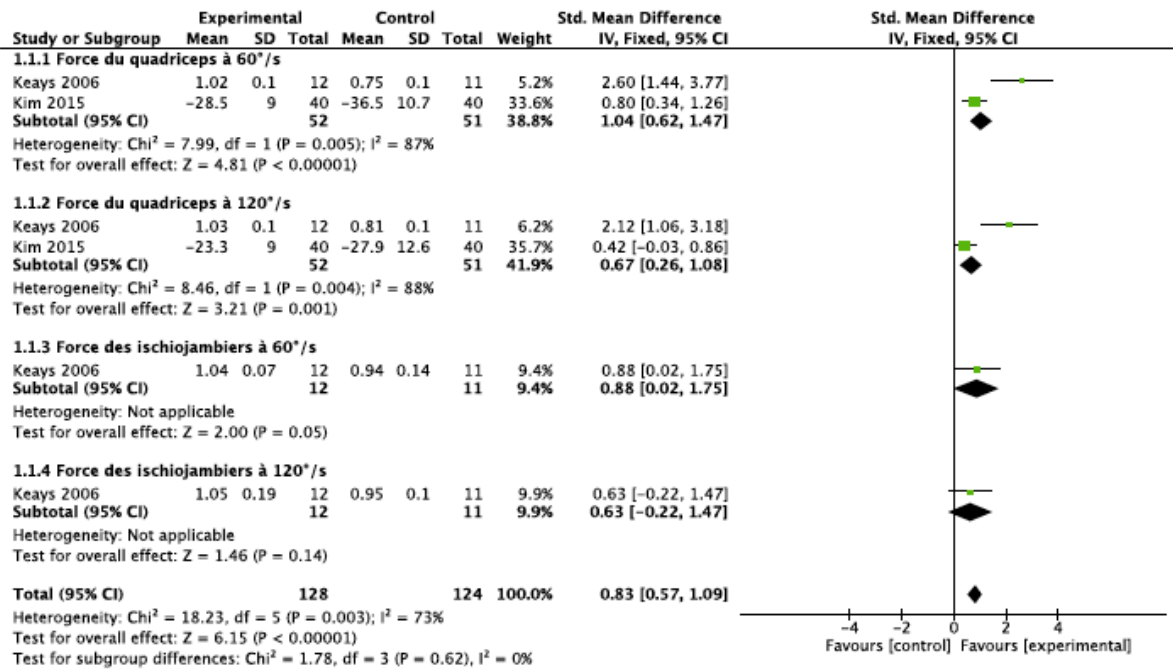 Experimental Control Std. Mean Difference Std. Mean Difference
Study or Subgroup Mean SD Total Mean SD Total Weight IV, Fixed, 95% CI IV, Fixed, 95% CI
1.1.1 Force du quadriceps à 60°/s
Keays 2006 1.02 0.1 12 0.75 0.1 11 5.2% 2.60 [1.44, 3.77]
Kim 2015 -28.5 9 40 -36.5 10.7 40 33.6% 0.80 [0.34, 1.26]
Subtotal (95% CI) 52 51 38.8% 1.04 [0.62, 1.47]
Heterogeneity: Chi² = 7.99, df = 1 (P = 0.005); I² = 87%
Test for overall effect: Z = 4.81 (P < 0.00001)
1.1.2 Force du quadriceps à 120°/s
Keays 2006 1.03 0.1 12 0.81 0.1 11 6.2% 2.12 [1.06, 3.18]
Kim 2015 -23.3 9 40 -27.9 12.6 40 35.7% 0.42 [-0.03, 0.86]
Subtotal (95% CI) 52 51 41.9% 0.67 [0.26, 1.08]
Heterogeneity: Chi² = 8.46, df = 1 (P = 0.004); I² = 88%
Test for overall effect: Z = 3.21 (P = 0.001)
1.1.3 Force des ischiojambiers à 60°/s
Keays 2006 1.04 0.07 12 0.94 0.14 11 9.4% 0.88 [0.02, 1.75]
Subtotal (95% CI) 12 11 9.4% 0.88 [0.02, 1.75]
Heterogeneity: Not applicable
Test for overall effect: Z = 2.00 (P = 0.05)
1.1.4 Force des ischiojambiers à 120°/s
Keays 2006 1.05 0.19 12 0.95 0.1 11 9.9% 0.63 [-0.22, 1.47]
Subtotal (95% CI) 12 11 9.9% 0.63 [-0.22, 1.47]
Heterogeneity: Not applicable
Test for overall effect: Z = 1.46 (P = 0.14)
Total (95% CI) 128 124 100.0% 0.83 [0.57, 1.09]
Heterogeneity: Chi² = 18.23, df = 5 (P = 0.003); I² = 73%
Test for overall effect: Z = 6.15 (P < 0.00001)
Test for subgroup differences: Chi² = 1.78, df = 3 (P = 0.62), I² = 0%
-4 -2 0 2 4
Favours [control] Favours [experimental]